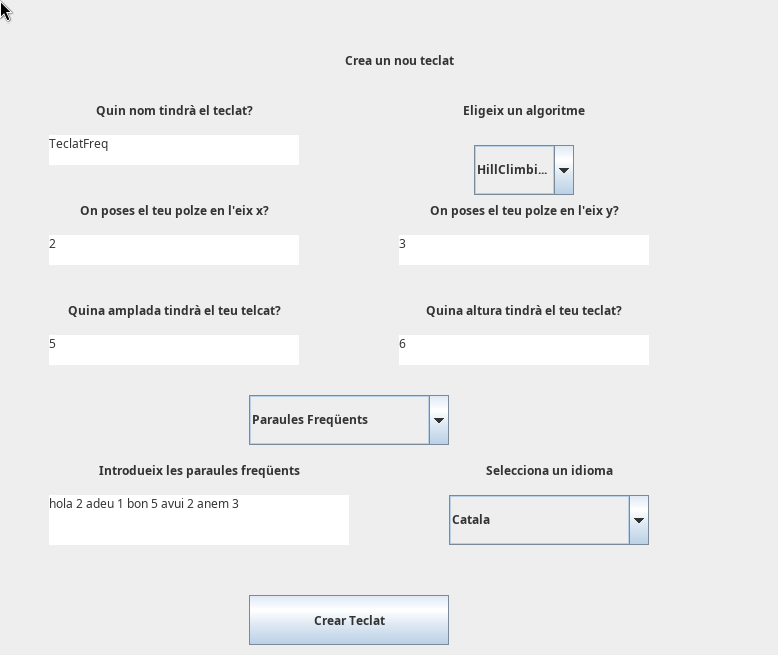 Crea un nou teclat
Quin nom tindrà el teclat?
Eligeix un algoritme
TeclatFreq
HillClimbi...
On poses el teu polze en l'eix x?
On poses el teu polze en l'eix y?
2
3
Quina amplada tindrà el teu telcat?
Quina altura tindrà el teu teclat?
5
6
Paraules Freqüents
Introdueix les paraules freqüents
Selecciona un idioma
hola 2 adeu 1 bon 5 avui 2 anem 3
Catala
Crear Teclat